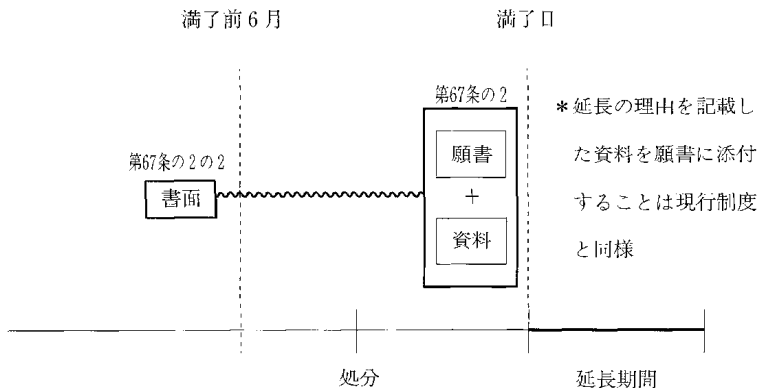 満了前6月
満了日
第67条の2の2
書面
第67条の2
願書
+
資料
*延長の理由を記載し
た資料を願書に添付
することは現行制度
と同様
処分
延長期間